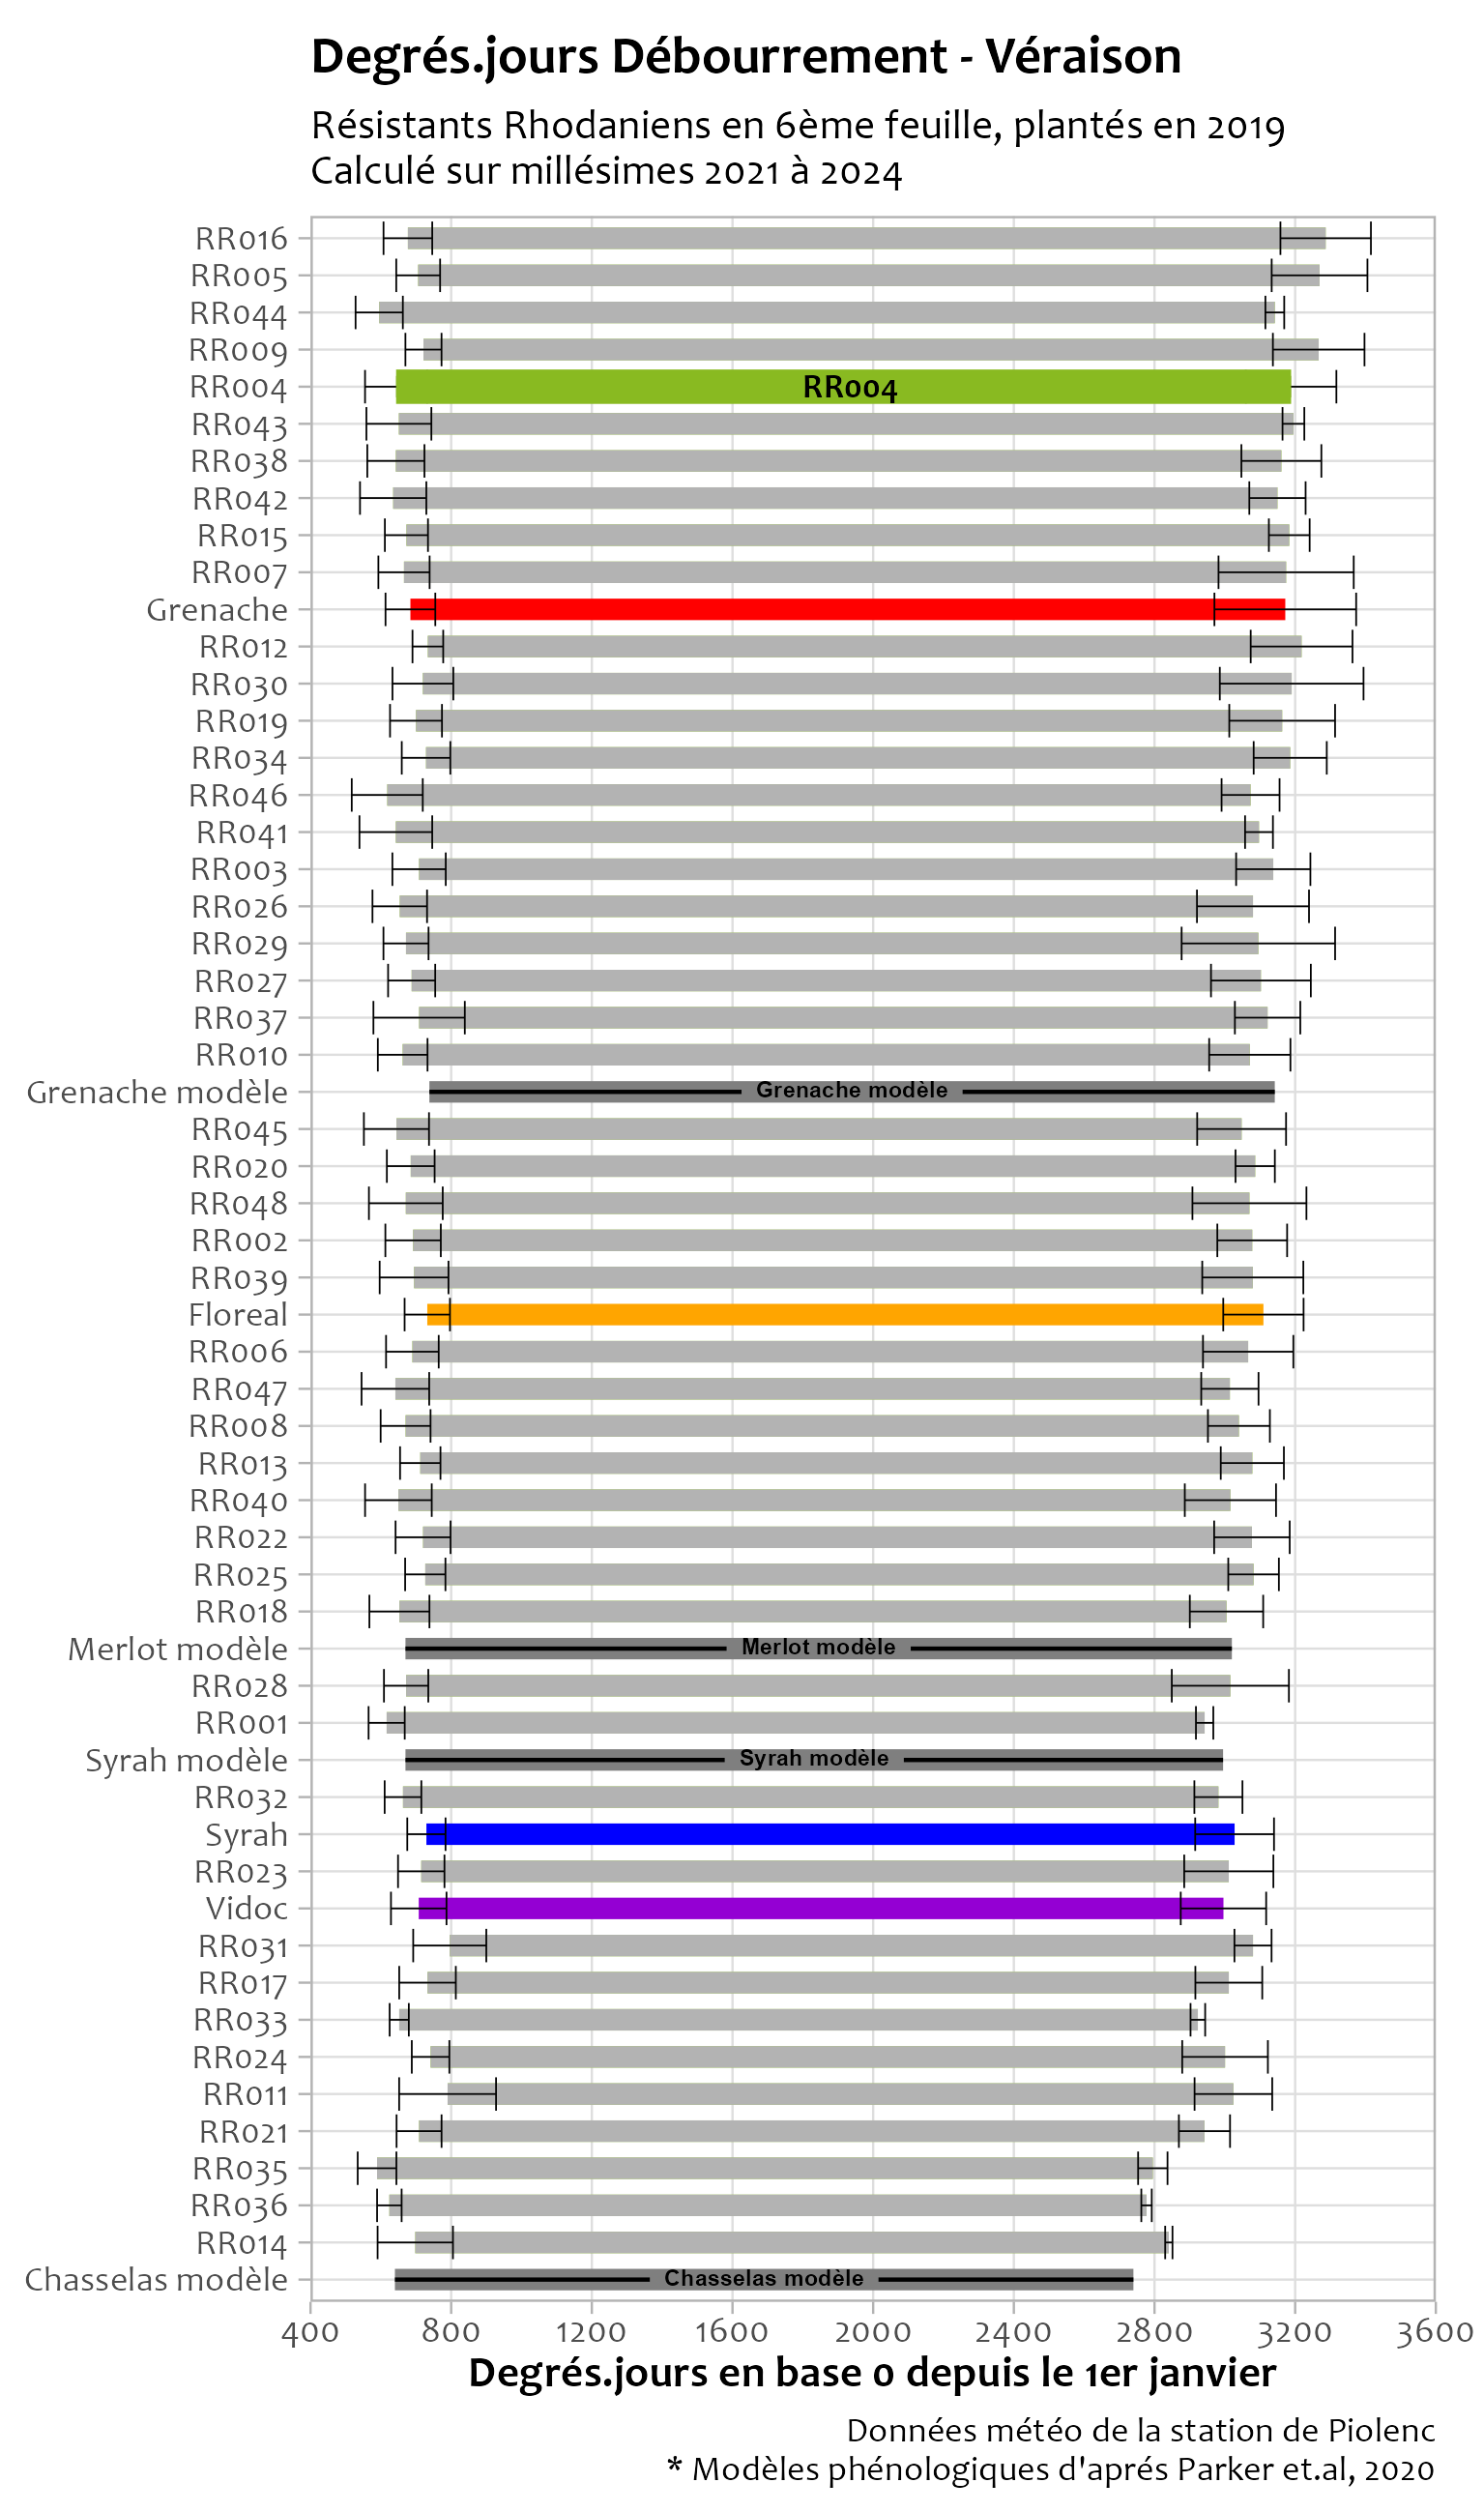 Degrés.jours Débourrement - Véraison
Résistants Rhodaniens en 6ème feuille, plantés en 2019
Calculé sur millésimes 2021 à 2024
RR016
RR005
RR044
RR009
RR004 RR004
RR043
RR038
RR042
RR015
RR007
Grenache
RR012
RR030
RR019
RR034
RR046
RR041
RR003
RR026
RR029
RR027
RR037
RR010
Grenache modèle Grenache modèle
RR045
RR020
RR048
RR002
RR039
Floreal
RR006
RR047
RR008
RR013
RR040
RR022
RR025
RR018
Merlot modèle Merlot modèle
RR028
RR001
Syrah modèle Syrah modèle
RR032
Syrah
RR023
Vidoc
RR031
RR017
RR033
RR024
RR011
RR021
RR035
RR036
RR014
Chasselas modèle Chasselas modèle
400 800 1200 1600 2000 2400 2800 3200 3600
Degrés.jours en base 0 depuis le 1er janvier
Données météo de la station de Piolenc
* Modèles phénologiques d'aprés Parker et.al, 2020